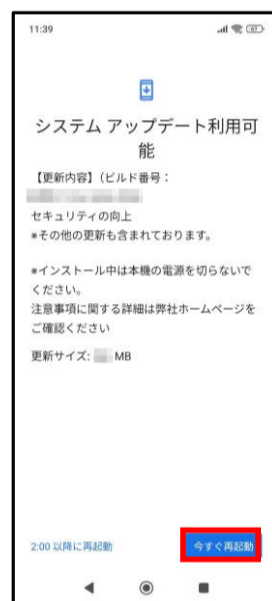 11:39
システム アップデート利用可
能
【更新内容】（ビルド番号：
セキュリティの向上
*その他の更新も含まれております。
*インストール中は本機の電源を切らないで
ください。
注意事項に関する詳細は弊社ホームページを
ご確認ください
更新サイズ: MB
2:00 以降に再起動
今すぐ再起動